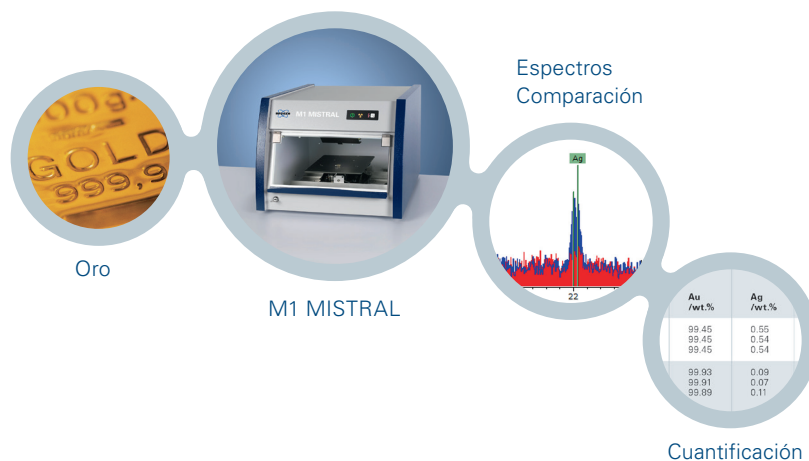 00g.
GOLD
999,9
Oro
M1 MISTRAL
M1 MISTRAL
Espectros
Comparación
Ag
22
Au Ag
/wt.% /wt.%
99.45 0.55
99.45 0.54
99.45 0.54
99.93 0.09
99.91 0.07
99.89 0.11
Cuantificación